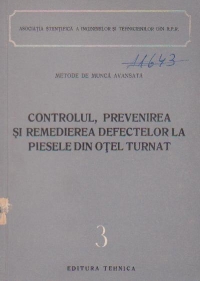 ASOCIAȚIA STIINȚIFICĂ A INGINERILOR ȘI TEHNICIENILOR DIN R.P.R.
11643
METODE DE MUNCĂ AVANSATĂ
CONTROLUL, PREVENIREA
ȘI REMEDIEREA DEFECTELOR LA
PIESELE DIN OȚEL TURNAT
3
EDITURA TEHNICĂ